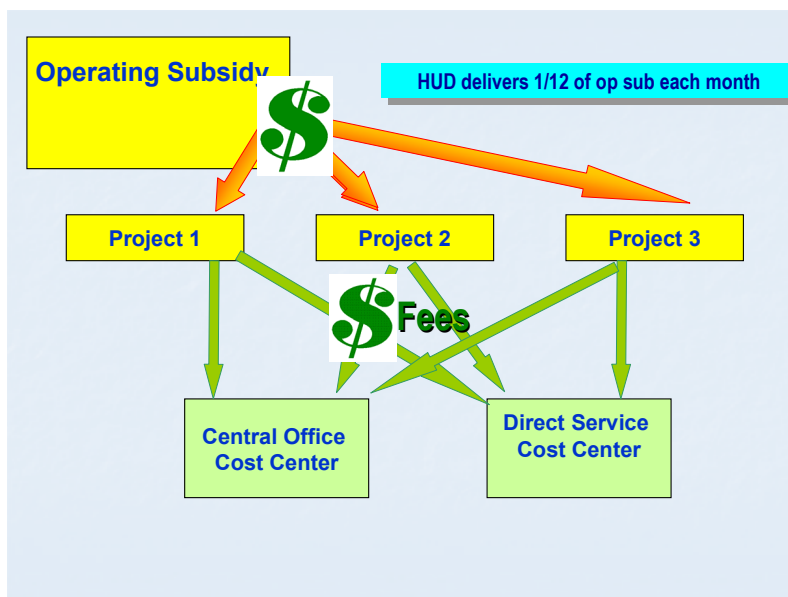 Operating Subsidy
HUD delivers 1/12 of op sub each month
$
Project 1
Project 2
Project 3
$
Fees
Central Office
Cost Center
Direct Service
Cost Center